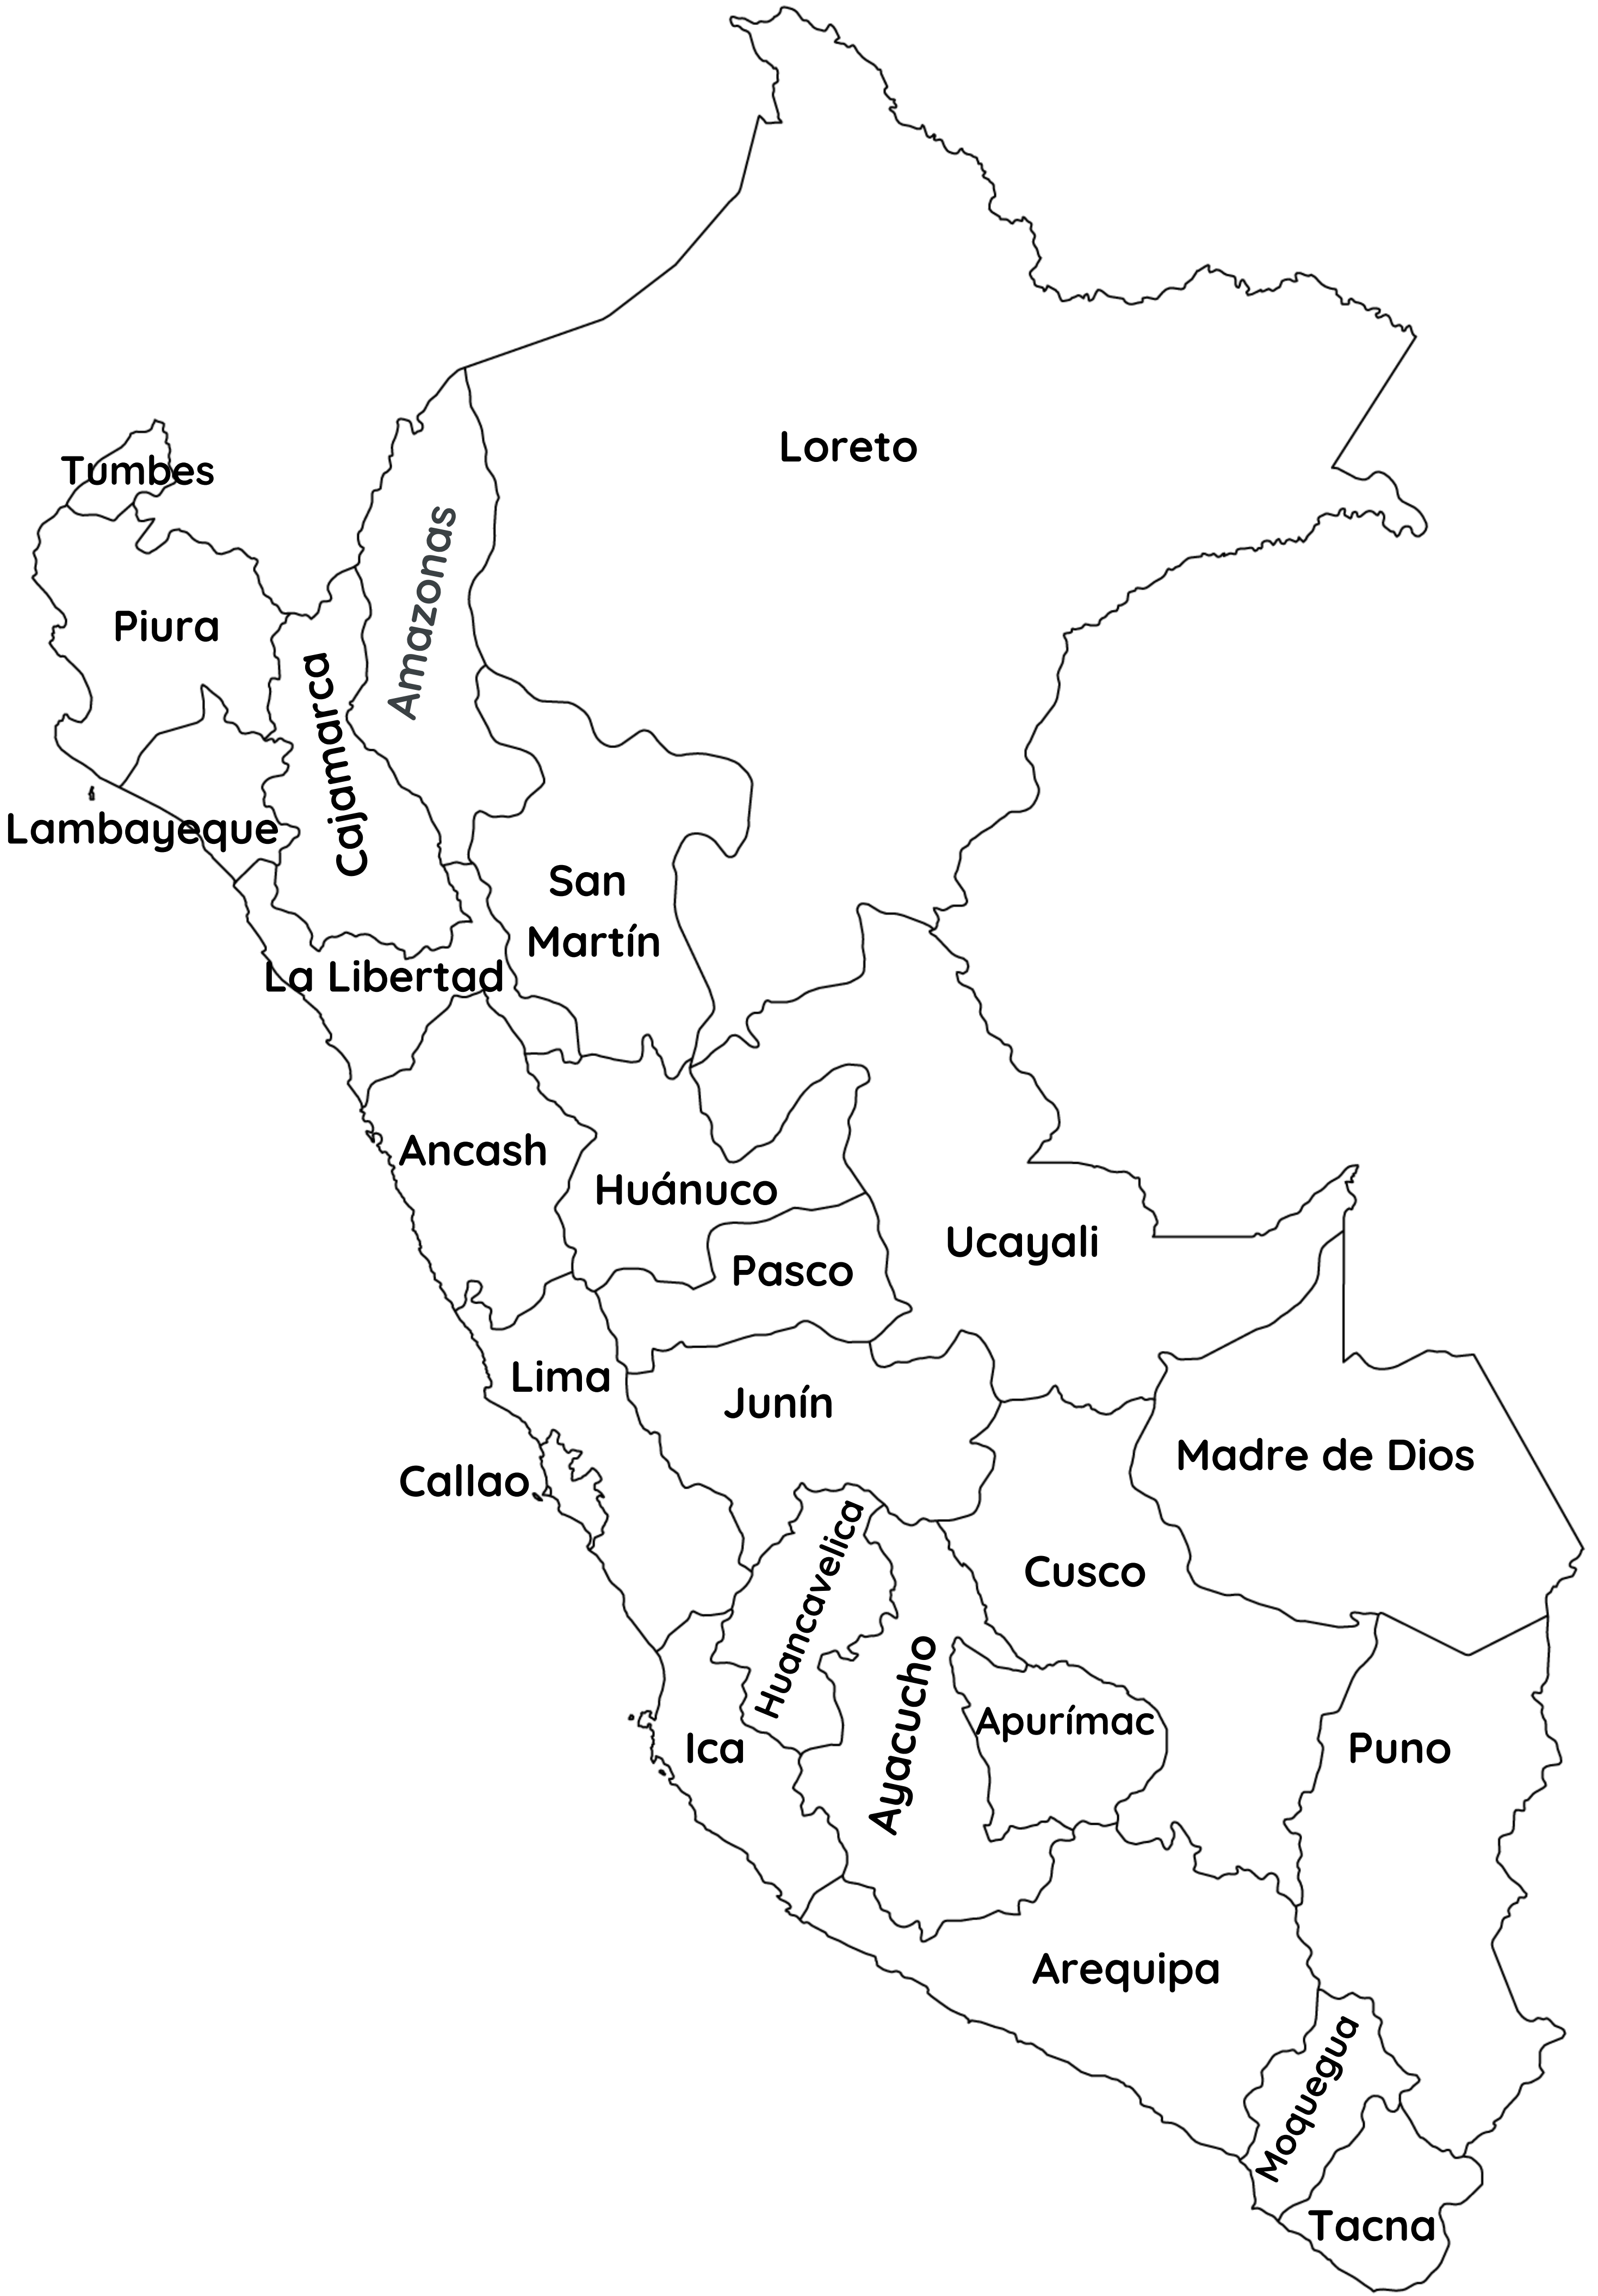 Loreto
Tumbes
Amazonas
Piura
Cajamarca
Lambayeque
San
Martín
La Libertad
Ancash
Huánuco
Ucayali
Pasco
Lima
Junín
Madre de Dios
Callao
Huancavelica
Cusco
Ayacucho
Apurímac
Ica
Puno
Arequipa
Moquegua
Tacna